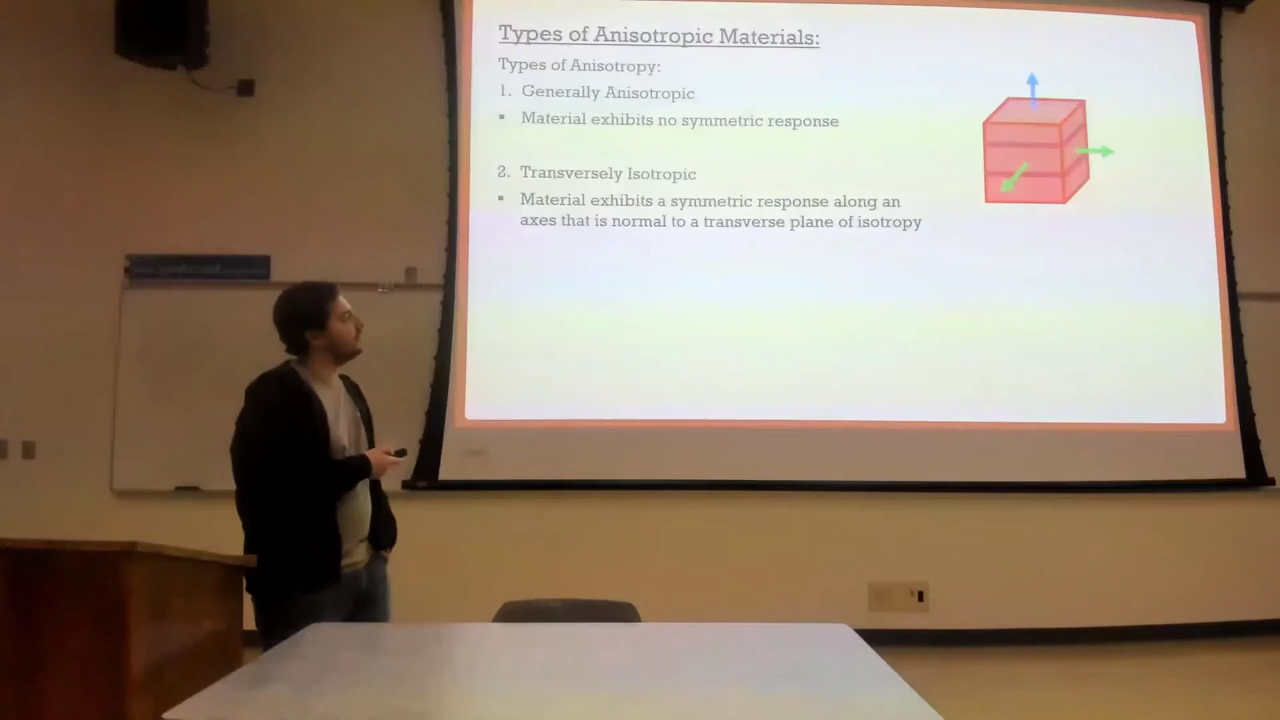 Types of Anisotropic Materials:
Types of Anisotropy:
1. Generally Anisotropic
▪ Material exhibits no symmetric response
2. Transversely Isotropic
▪ Material exhibits a symmetric response along an
axes that is normal to a transverse plane of isotropy